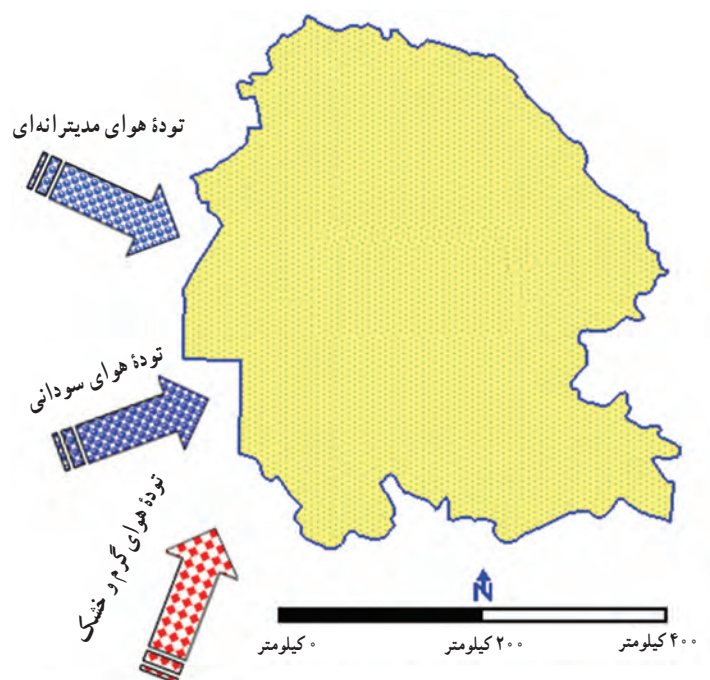 تودهٔ هوای مدیترانه‌ای
تودهٔ هوای سودانی
تودهٔ هوای گرم و خشک
N
۰ کیلومتر
۲۰۰ کیلومتر
۴۰۰ کیلومتر